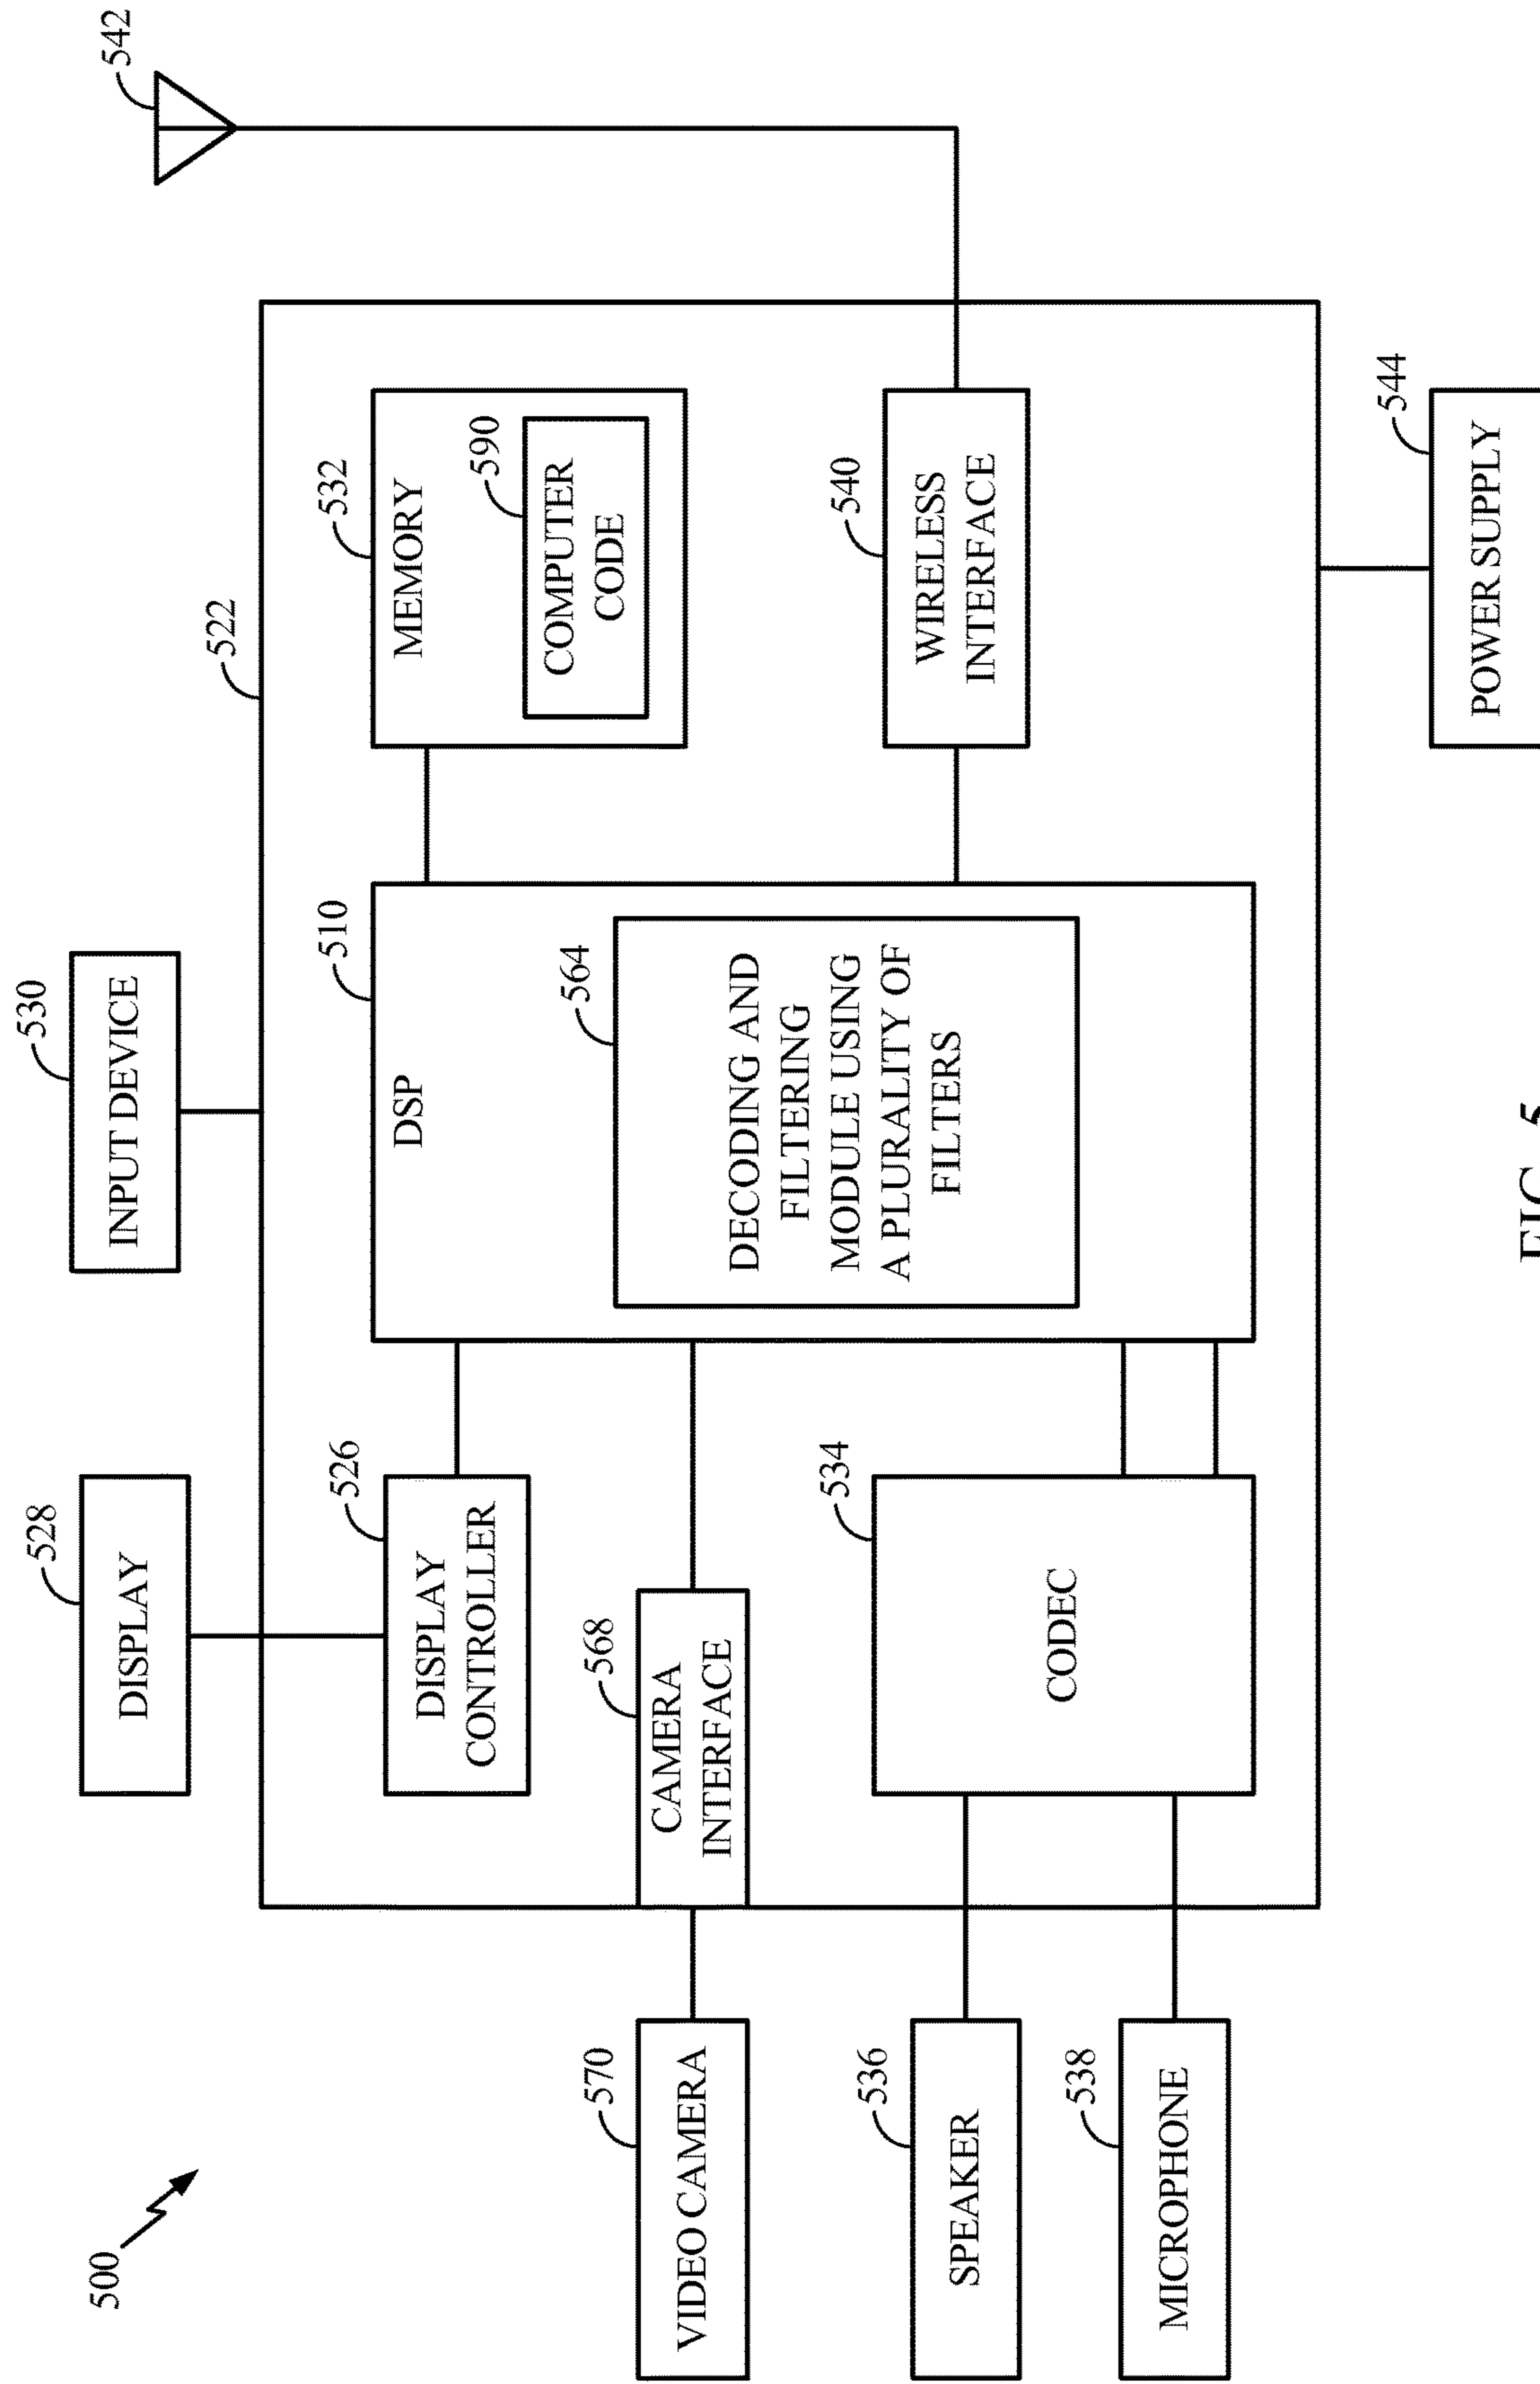 500
528
DISPLAY
530
INPUT DEVICE
542
522
526
DISPLAY
CONTROLLER
510
DSP
532
MEMORY
590
COMPUTER
CODE
570
VIDEO CAMERA
568
CAMERA
INTERFACE
564
DECODING AND
FILTERING
MODULE USING
A PLURALITY OF
FILTERS
536
SPEAKER
534
CODEC
540
WIRELESS
INTERFACE
538
MICROPHONE
544
POWER SUPPLY
FIG. 5